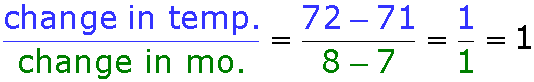 change in temp. / change in mo. = 72 – 71 / 8 – 7 = 1 / 1 = 1